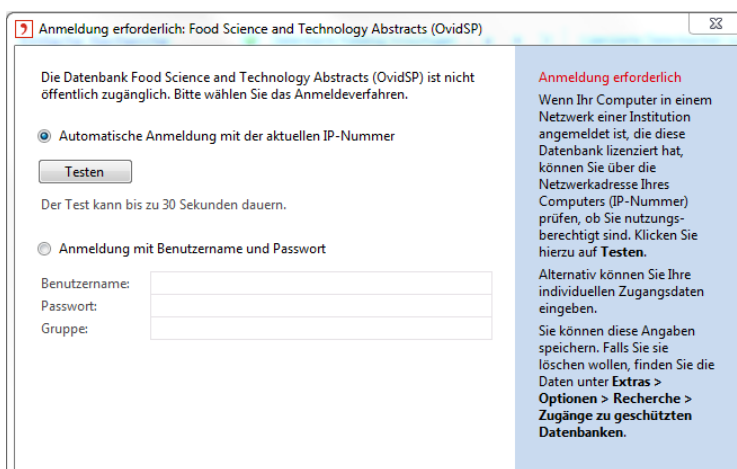 Anmeldung erforderlich: Food Science and Technology Abstracts (OvidSP)
Die Datenbank Food Science and Technology Abstracts (OvidSP) ist nicht
öffentlich zugänglich. Bitte wählen Sie das Anmeldeverfahren.
Automatische Anmeldung mit der aktuellen IP-Nummer
Testen
Der Test kann bis zu 30 Sekunden dauern.
Anmeldung mit Benutzername und Passwort
Benutzername:
Passwort:
Gruppe:
Anmeldung erforderlich
Wenn Ihr Computer in einem
Netzwerk einer Institution
angemeldet ist, die diese
Datenbank lizenziert hat,
können Sie über die
Netzwerkadresse Ihres
Computers (IP-Nummer)
prüfen, ob Sie nutzungs-
berechtigt sind. Klicken Sie
hierzu auf Testen.
Alternativ können Sie Ihre
individuellen Zugangsdaten
eingeben.
Sie können diese Angaben
speichern. Falls Sie sie
löschen wollen, finden Sie die
Daten unter Extras >
Optionen > Recherche >
Zugänge zu geschützten
Datenbanken.